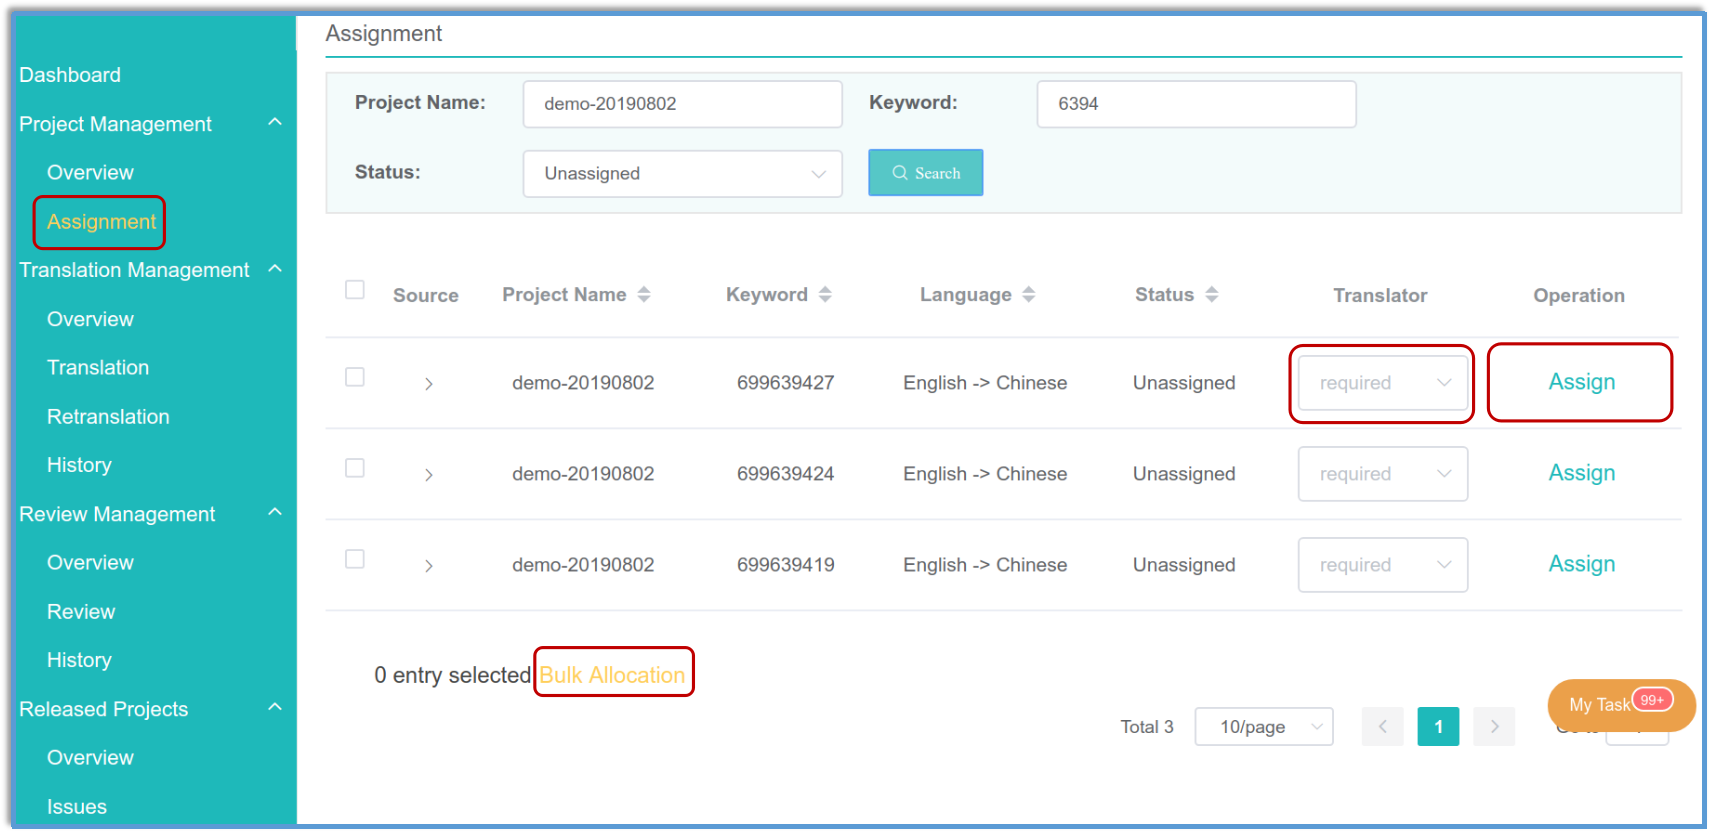 Assignment
Dashboard
Project Management
Overview
Assignment
Translation Management
Overview
Translation
Retranslation
History
Review Management
Overview
Review
History
Released Projects
Overview
Issues
Project Name: demo-20190802 Keyword: 6394
Status: Unassigned Search
Source Project Name Keyword Language Status Translator Operation
demo-20190802 699639427 English -> Chinese Unassigned required Assign
demo-20190802 699639424 English -> Chinese Unassigned required Assign
demo-20190802 699639419 English -> Chinese Unassigned required Assign
0 entry selected Bulk Allocation
My Task 99+
Total 3 10/page 1